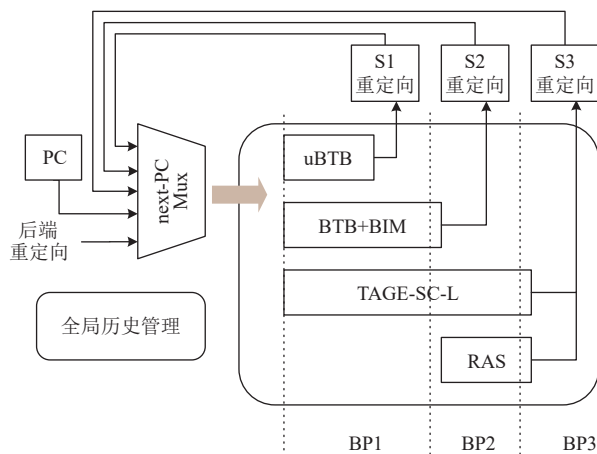 S1
重定向
S2
重定向
S3
重定向
PC
next-PC
Mux
后端
重定向
全局历史管理
uBTB
BTB+BIM
TAGE-SC-L
RAS
BP1
BP2
BP3